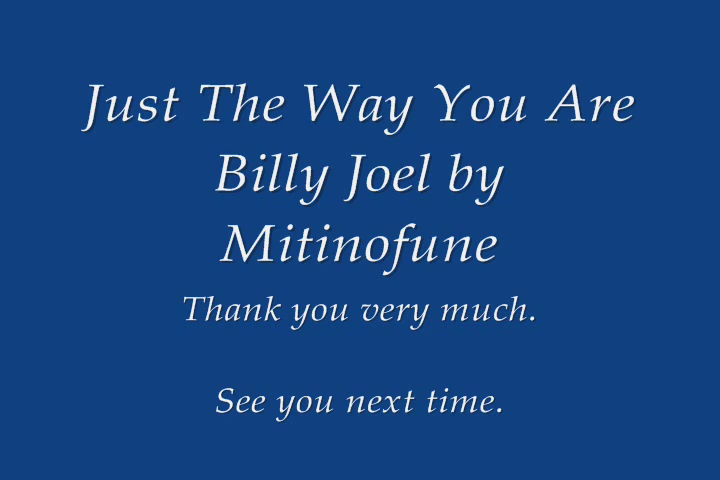 Just The Way You Are
Billy Joel by
Mitinofune
Thank you very much.
See you next time.